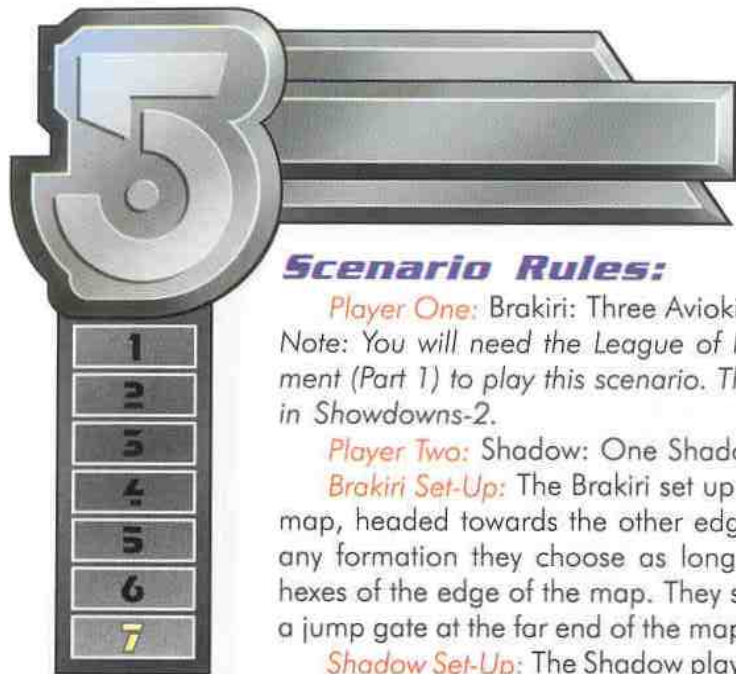 5
1
2
3
4
5
6
7
Scenario Rules:
Player One: Brakiri: Three Avioki
Note: You will need the League of
ment (Part 1) to play this scenario. Th
in Showdowns-2.
Player Two: Shadow: One Shado
Brakiri Set-Up: The Brakiri set up
map, headed towards the other edg
any formation they choose as long
hexes of the edge of the map. They s
a jump gate at the far end of the map
Shadow Set-Up: The Shadow play